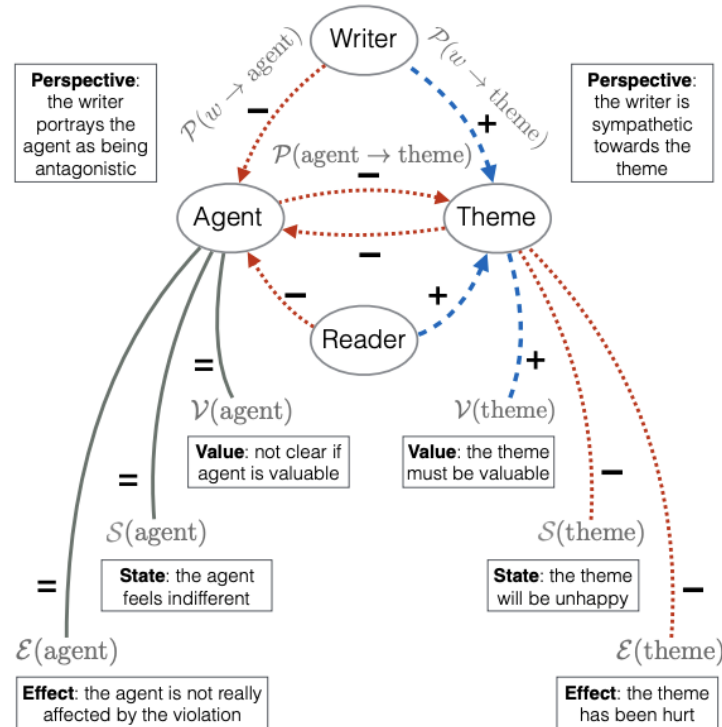 Writer
𝒫(w → agent)
−
𝒫(w → theme)
+
Perspective:
the writer
portrays the
agent as being
antagonistic
Perspective:
the writer is
sympathetic
towards the
theme
𝒫(agent → theme)
−
Agent
Theme
−
−
+
Reader
=
𝒱(agent)
Value: not clear if
agent is valuable
+
𝒱(theme)
Value: the theme
must be valuable
=
𝒮(agent)
State: the agent
feels indifferent
−
𝒮(theme)
State: the theme
will be unhappy
=
ℰ(agent)
Effect: the agent is not really
affected by the violation
−
ℰ(theme)
Effect: the theme
has been hurt